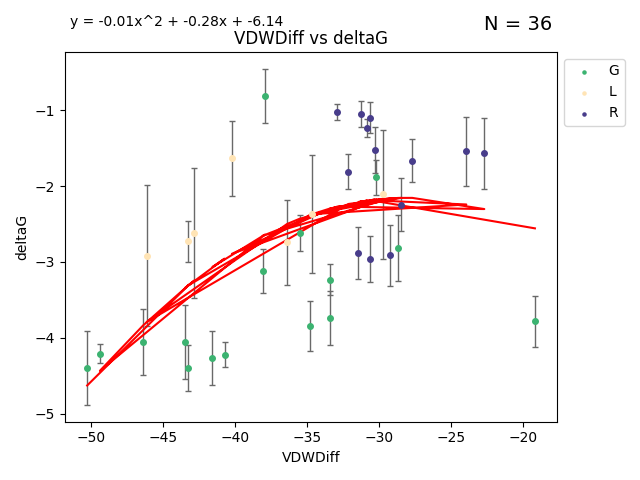 y = -0.01x^2 + -0.28x + -6.14
N = 36
VDWDiff vs deltaG
G
L
R
−1
−2
−3
−4
−5
deltaG
−50 −45 −40 −35 −30 −25 −20
VDWDiff